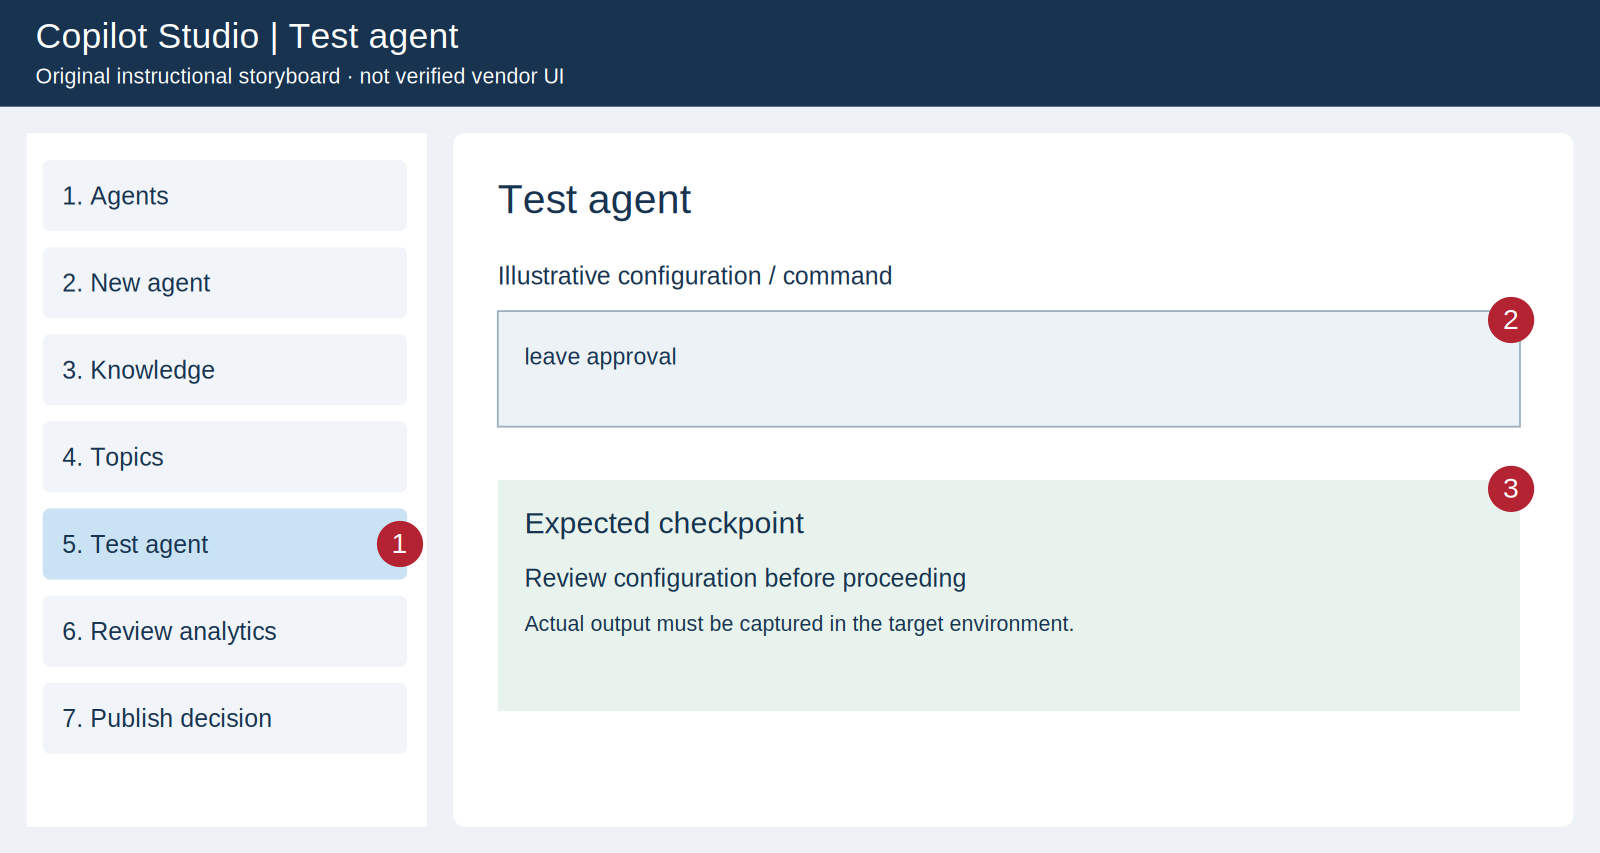 Copilot Studio | Test agent
Original instructional storyboard · not verified vendor UI
1. Agents
2. New agent
3. Knowledge
4. Topics
5. Test agent
1
6. Review analytics
7. Publish decision
Test agent
Illustrative configuration / command
2
leave approval
3
Expected checkpoint
Review configuration before proceeding
Actual output must be captured in the target environment.